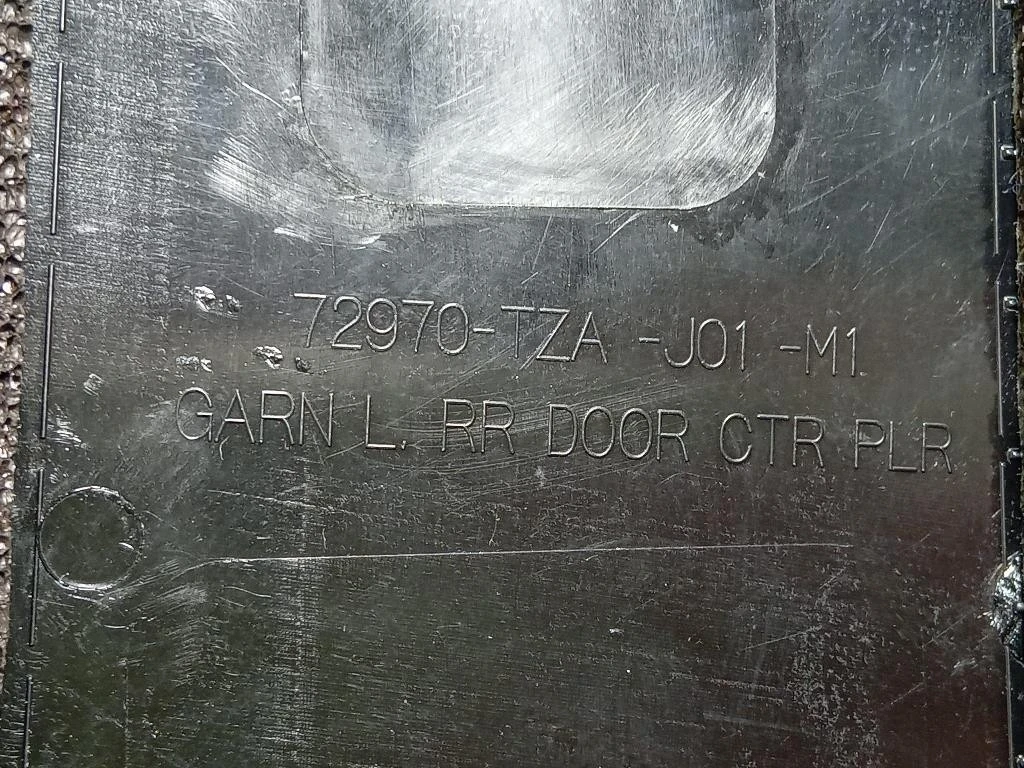 72970-TZA -J01 -M1
GARN L. RR DOOR CTR PLR